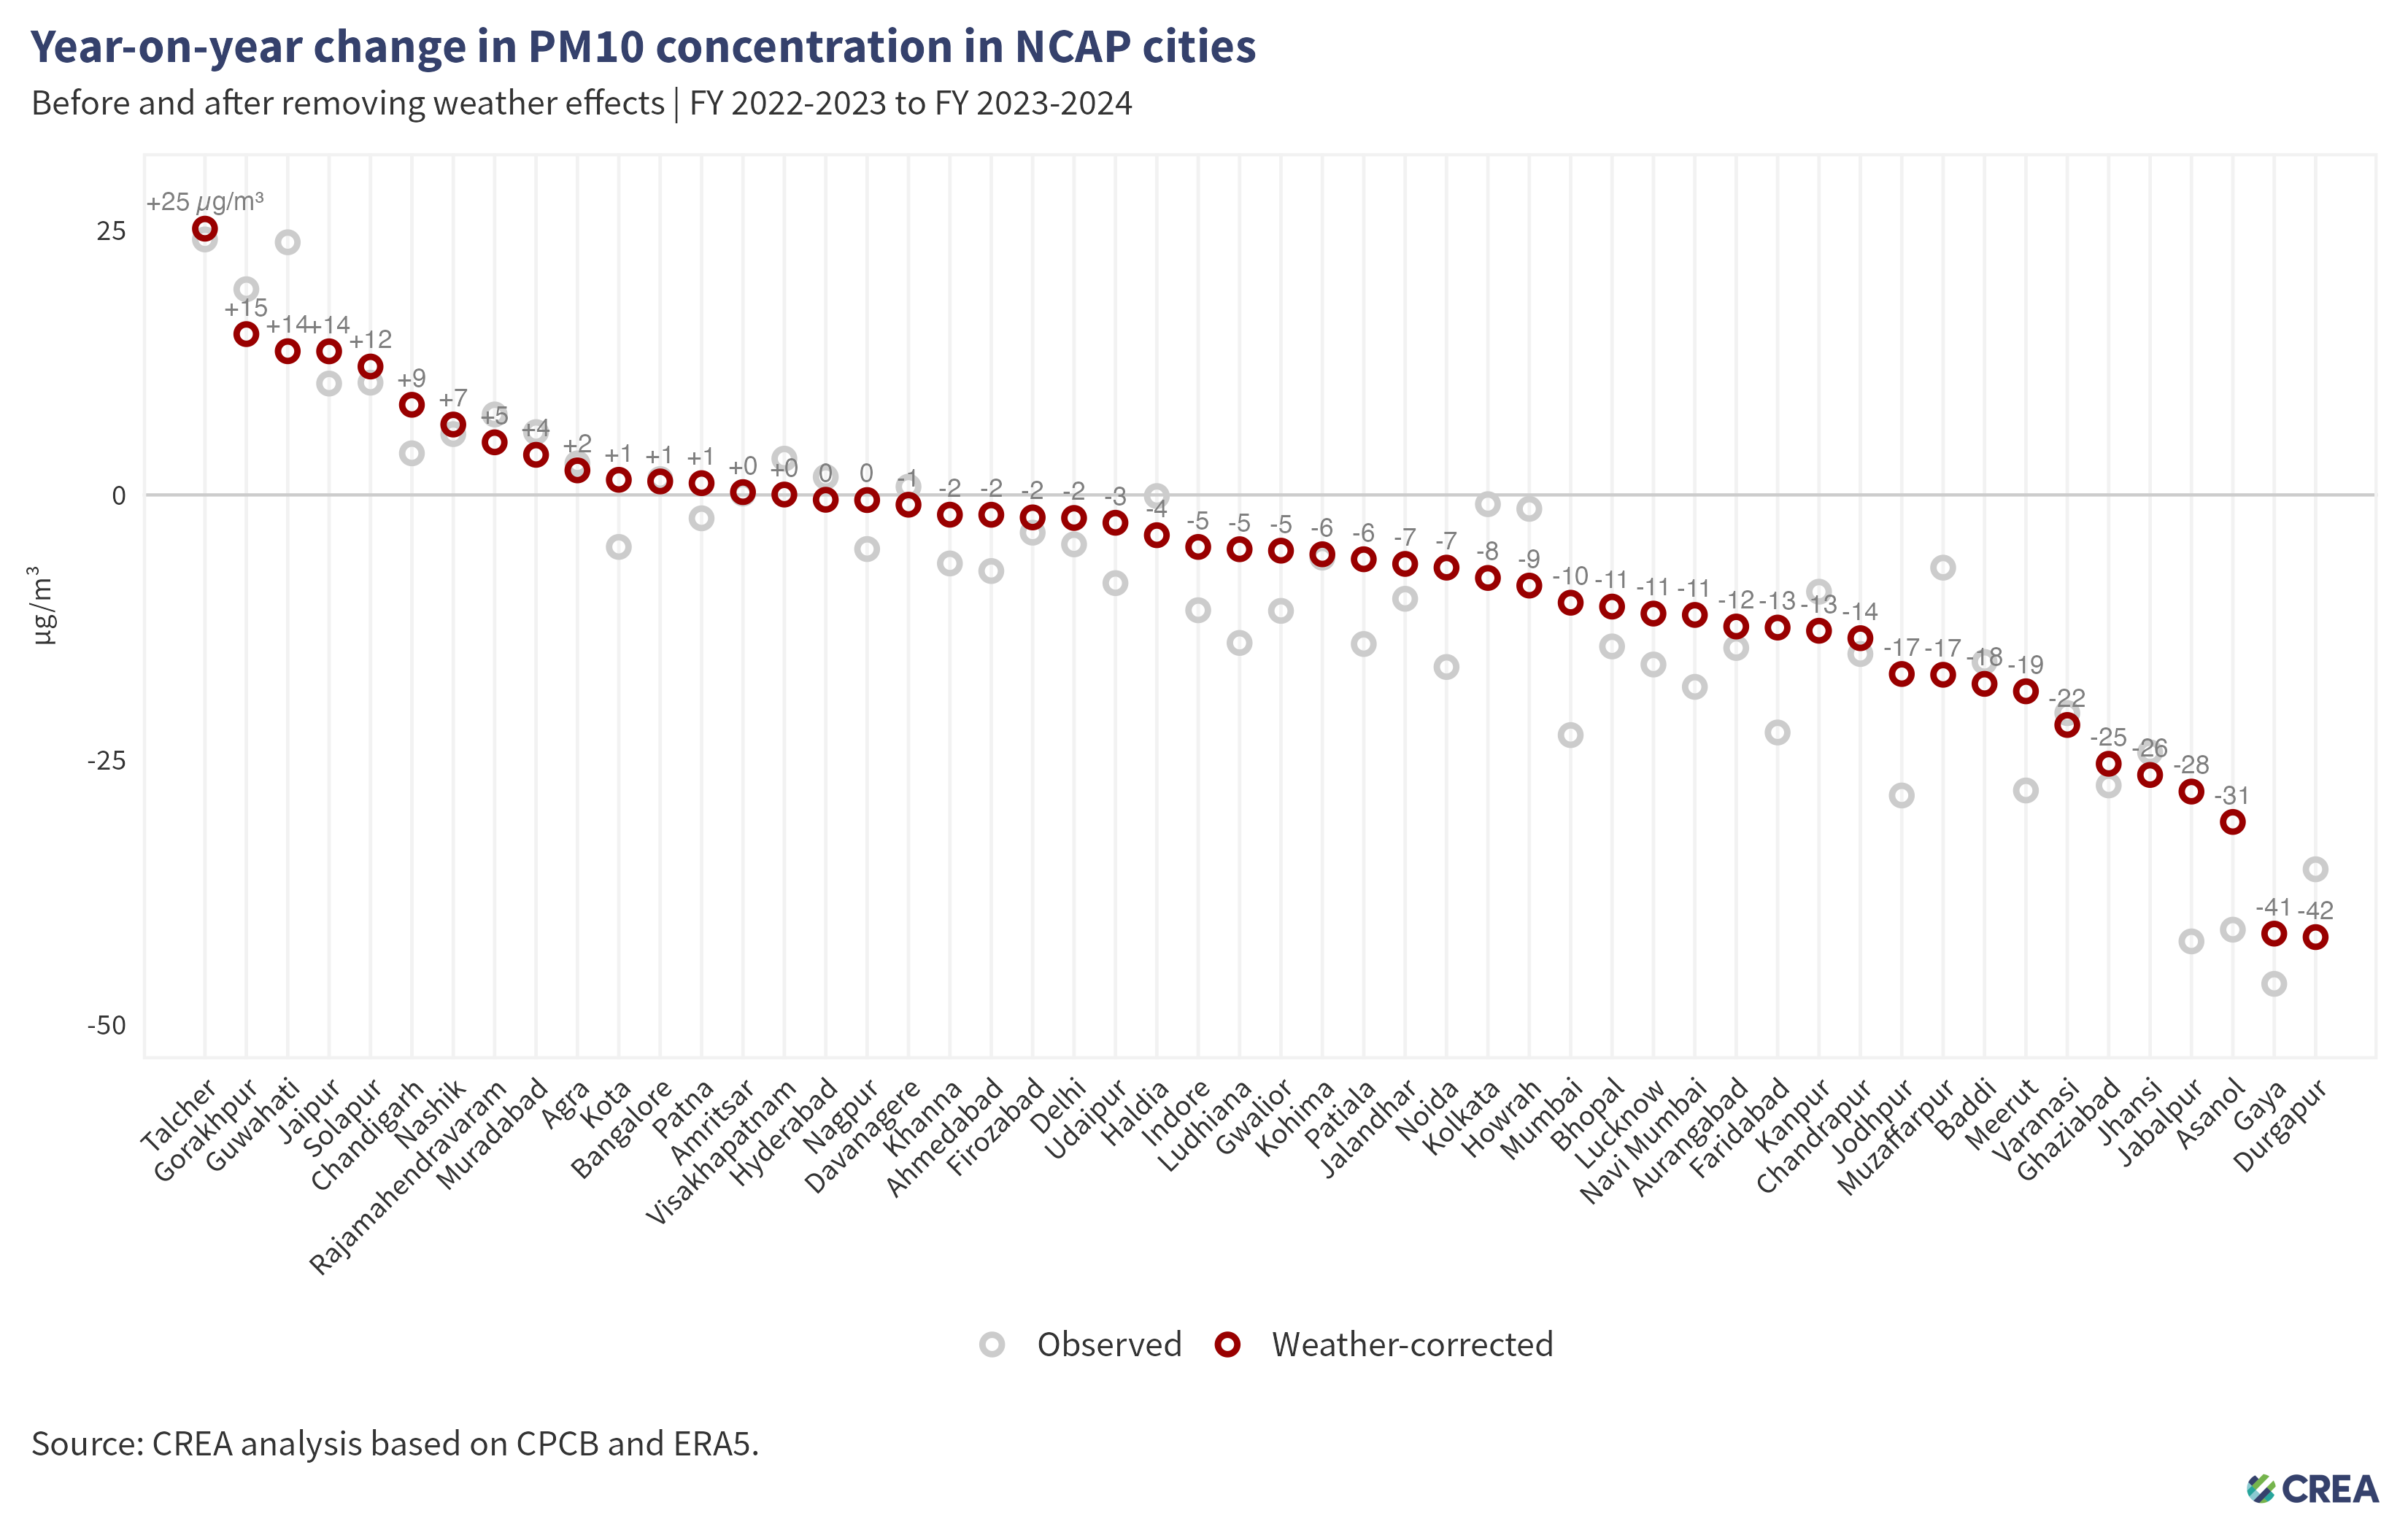 Year-on-year change in PM10 concentration in NCAP cities
Before and after removing weather effects | FY 2022-2023 to FY 2023-2024
µg/m³
25
0
-25
-50
+25 µg/m³
+15
+14
+14
+12
+9
+7
+5
+4
+2
+1
+1
+1
+0
+0
0
0
-1
-2
-2
-2
-2
-3
-4
-5
-5
-5
-6
-6
-7
-7
-8
-9
-10
-11
-11
-11
-12
-13
-13
-14
-17
-17
-18
-19
-22
-25
-26
-28
-31
-41
-42
Talcher
Gorakhpur
Guwahati
Jaipur
Solapur
Chandigarh
Nashik
Rajamahendravaram
Muradabad
Agra
Kota
Bangalore
Patna
Amritsar
Visakhapatnam
Hyderabad
Nagpur
Davanagere
Khanna
Ahmedabad
Firozabad
Delhi
Udaipur
Haldia
Indore
Ludhiana
Gwalior
Kohima
Patiala
Jalandhar
Noida
Kolkata
Howrah
Mumbai
Bhopal
Lucknow
Navi Mumbai
Aurangabad
Faridabad
Kanpur
Chandrapur
Jodhpur
Muzaffarpur
Baddi
Meerut
Varanasi
Ghaziabad
Jhansi
Jabalpur
Asanol
Gaya
Durgapur
Observed
Weather-corrected
Source: CREA analysis based on CPCB and ERA5.
CREA